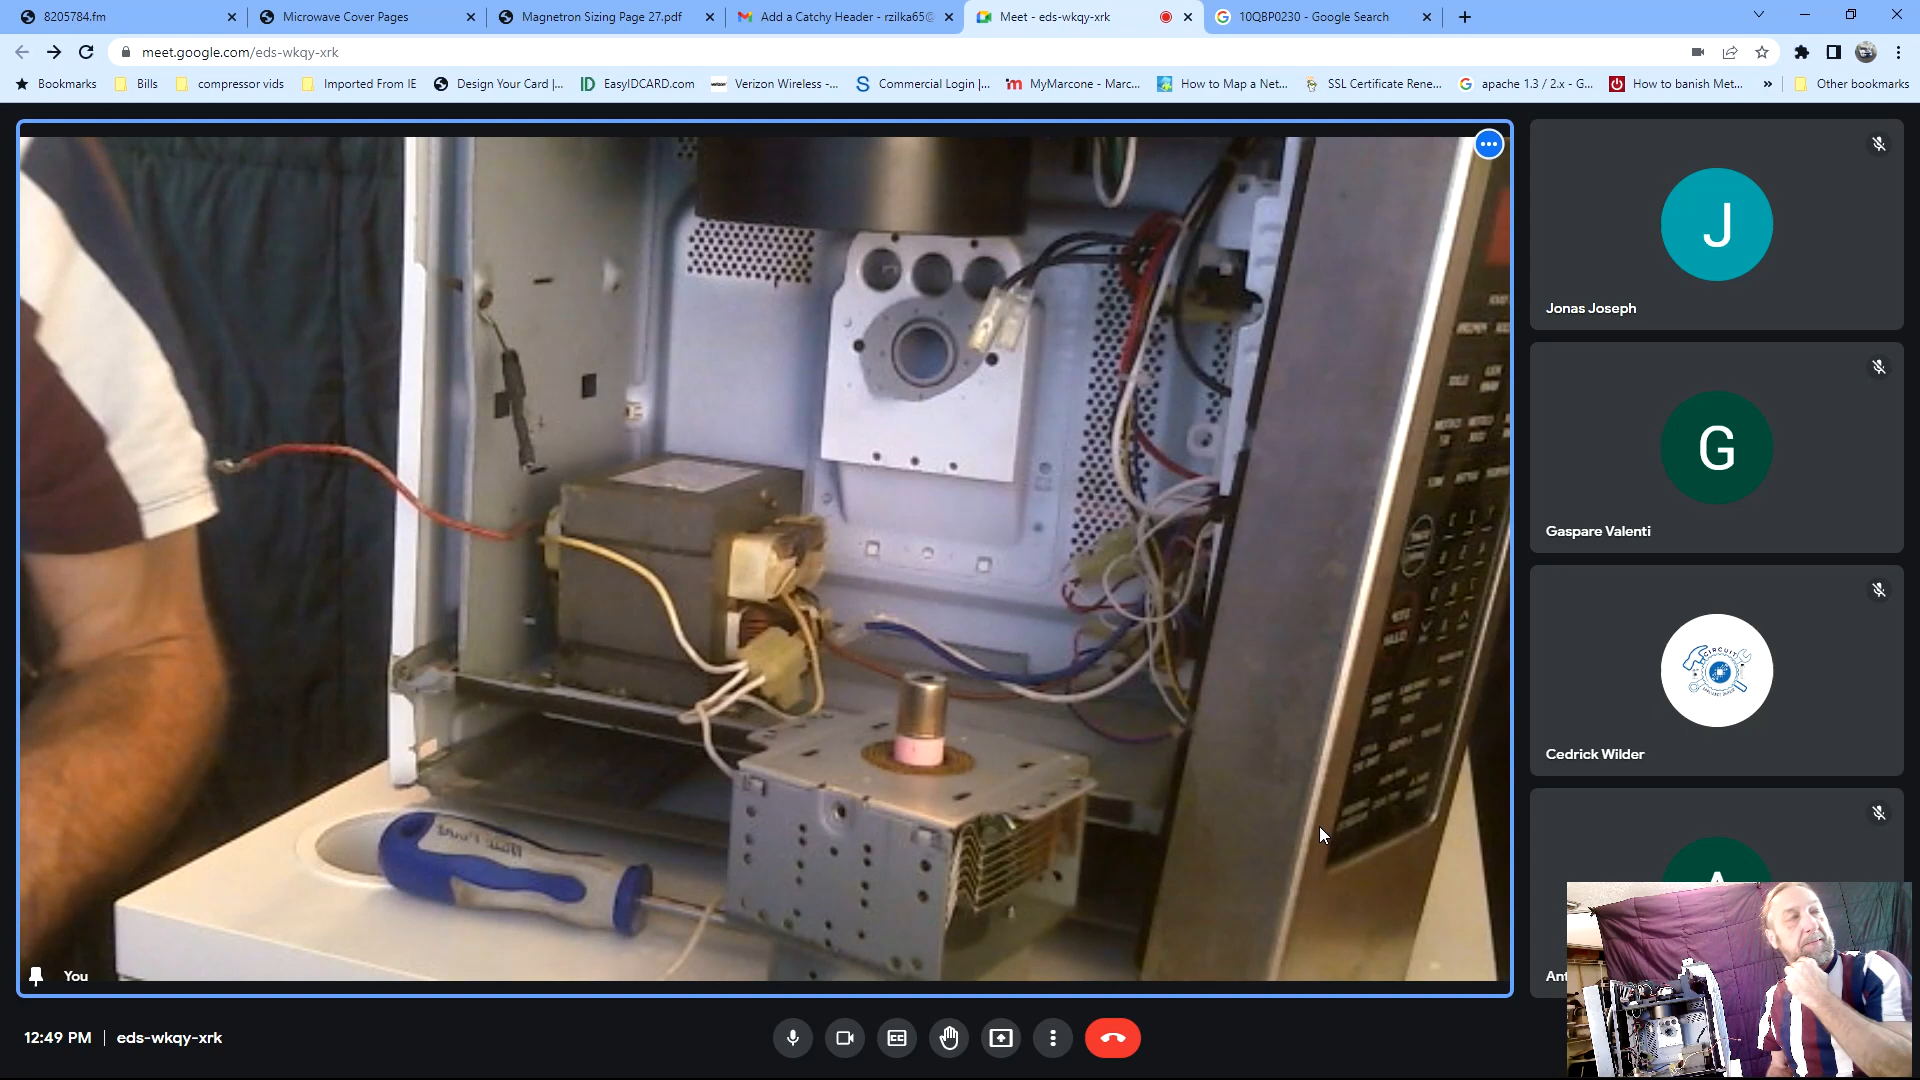 8205784.fm
Microwave Cover Pages
Magnetron Sizing Page 27.pdf
Add a Catchy Header - rzilka65@
Meet - eds-wkqy-xrk
10QBP0230 - Google Search
meet.google.com/eds-wkqy-xrk
Bookmarks
Bills
compressor vids
Imported From IE
Design Your Card |...
EasyIDCARD.com
Verizon Wireless -...
Commercial Login |...
MyMarcone - Marc...
How to Map a Net...
SSL Certificate Rene...
apache 1.3 / 2.x - G...
How to banish Met...
»
Other bookmarks
J
Jonas Joseph
G
Gaspare Valenti
CIRCUIT
Cedrick Wilder
Ant
You
12:49 PM | eds-wkqy-xrk
CC